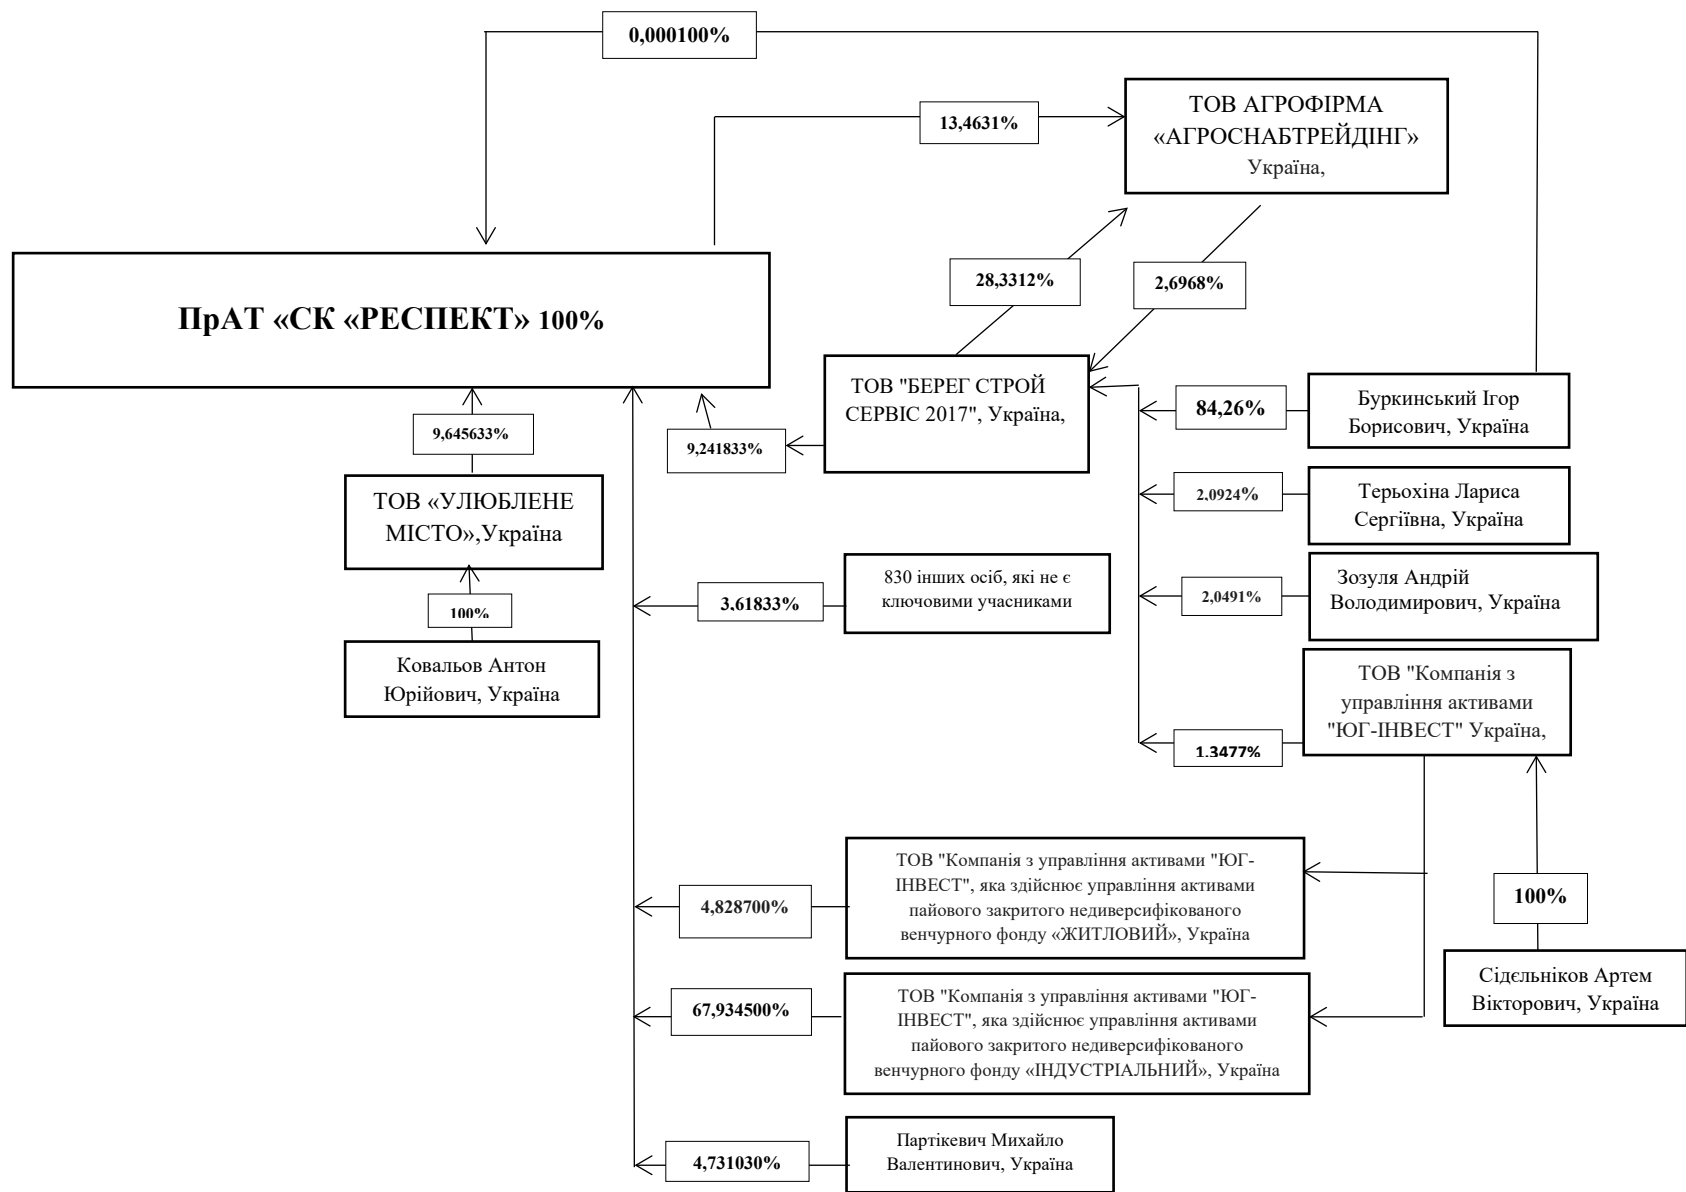 0,000100%
13,4631%
ТОВ АГРОФІРМА
«АГРОСНАБТРЕЙДІНГ»
Україна,
28,3312%
2,6968%
ПрАТ «СК «РЕСПЕКТ» 100%
ТОВ "БЕРЕГ СТРОЙ
СЕРВІС 2017", Україна,
84,26%
Буркинський Ігор
Борисович, Україна
9,645633%
9,241833%
ТОВ «УЛЮБЛЕНЕ
МІСТО»,Україна
2,0924%
Терьохіна Лариса
Сергіївна, Україна
830 інших осіб, які не є
ключовими учасниками
3,61833%
2,0491%
Зозуля Андрій
Володимирович, Україна
100%
Ковальов Антон
Юрійович, Україна
ТОВ "Компанія з
управління активами
"ЮГ-ІНВЕСТ" Україна,
1.3477%
ТОВ "Компанія з управління активами "ЮГ-
ІНВЕСТ", яка здійснює управління активами
пайового закритого недиверсифікованого
венчурного фонду «ЖИТЛОВИЙ», Україна
4,828700%
100%
Сідєльніков Артем
Вікторович, Україна
ТОВ "Компанія з управління активами "ЮГ-
ІНВЕСТ", яка здійснює управління активами
пайового закритого недиверсифікованого
венчурного фонду «ІНДУСТРІАЛЬНИЙ», Україна
67,934500%
Партікевич Михайло
Валентинович, Україна
4,731030%